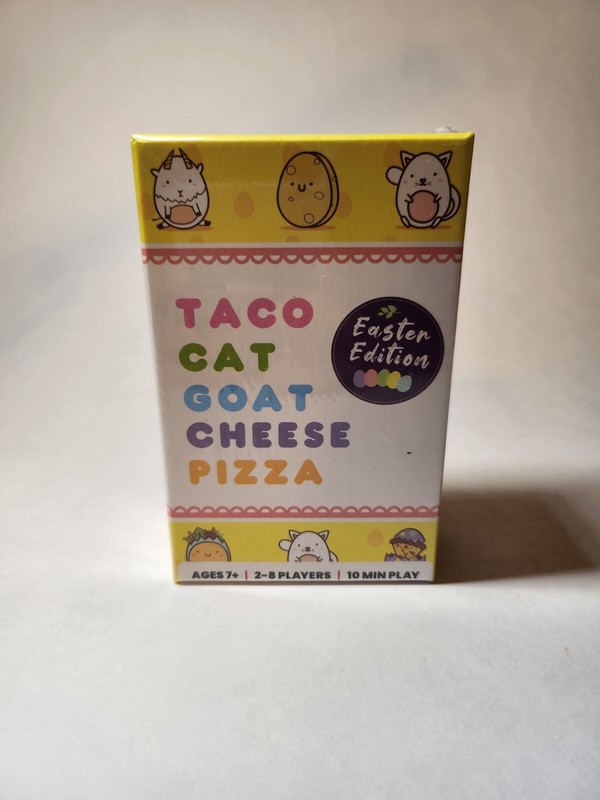 TACO
CAT
GOAT
CHEESE
PIZZA
Easter
Edition
AGES 7+ | 2-8 PLAYERS | 10 MIN PLAY